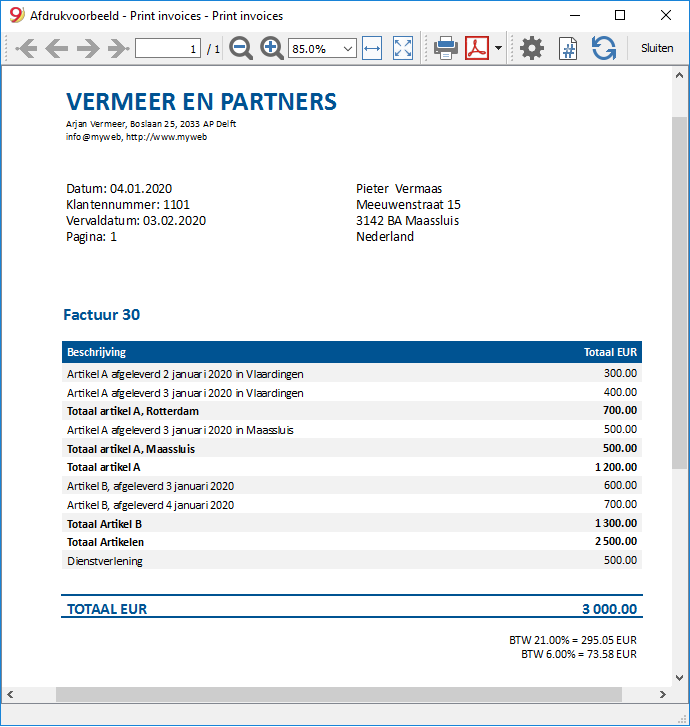 Afdrukvoorbeeld - Print invoices - Print invoices
1 / 1 85.0% Sluiten
VERMEER EN PARTNERS
Arjan Vermeer, Boslaan 25, 2033 AP Delft
info@myweb, http://www.myweb
Datum: 04.01.2020
Klantennummer: 1101
Vervaldatum: 03.02.2020
Pagina: 1
Pieter Vermaas
Meeuwenstraat 15
3142 BA Maassluis
Nederland
Factuur 30
Beschrijving Totaal EUR
Artikel A afgeleverd 2 januari 2020 in Vlaardingen 300.00
Artikel A afgeleverd 3 januari 2020 in Vlaardingen 400.00
Totaal artikel A, Rotterdam 700.00
Artikel A afgeleverd 3 januari 2020 in Maassluis 500.00
Totaal artikel A, Maassluis 500.00
Totaal artikel A 1 200.00
Artikel B, afgeleverd 3 januari 2020 600.00
Artikel B, afgeleverd 4 januari 2020 700.00
Totaal Artikel B 1 300.00
Totaal Artikelen 2 500.00
Dienstverlening 500.00
TOTAAL EUR 3 000.00
BTW 21.00% = 295.05 EUR
BTW 6.00% = 73.58 EUR